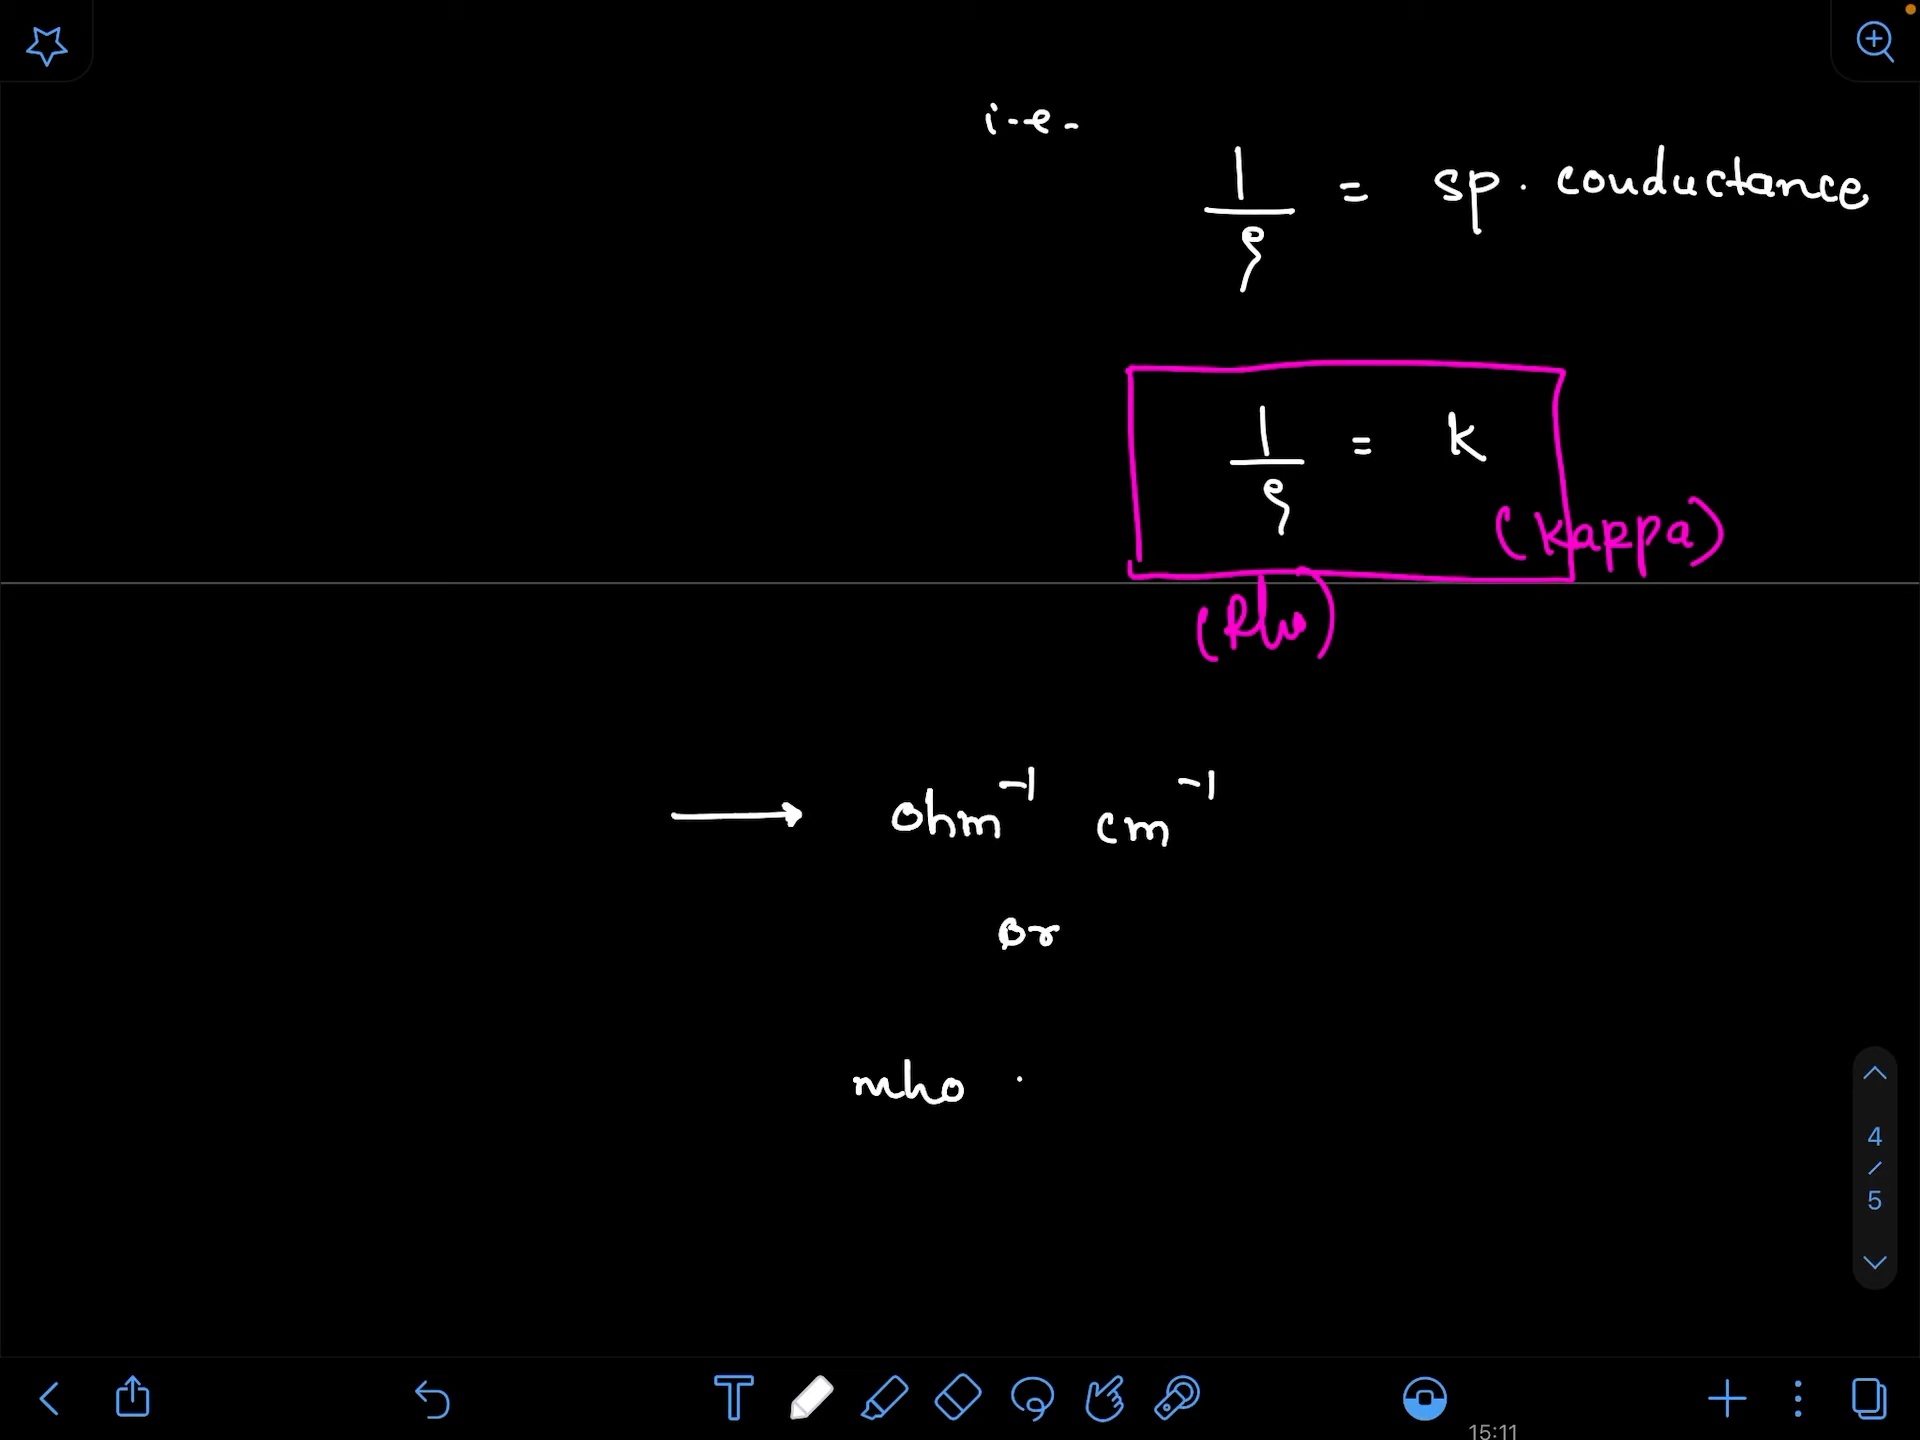 i.e.
1/ρ = sp. conductance
1/ρ = k
(Kappa)
(Rho)
→ ohm⁻¹ cm⁻¹
or
mho .
4
/
5
15:11